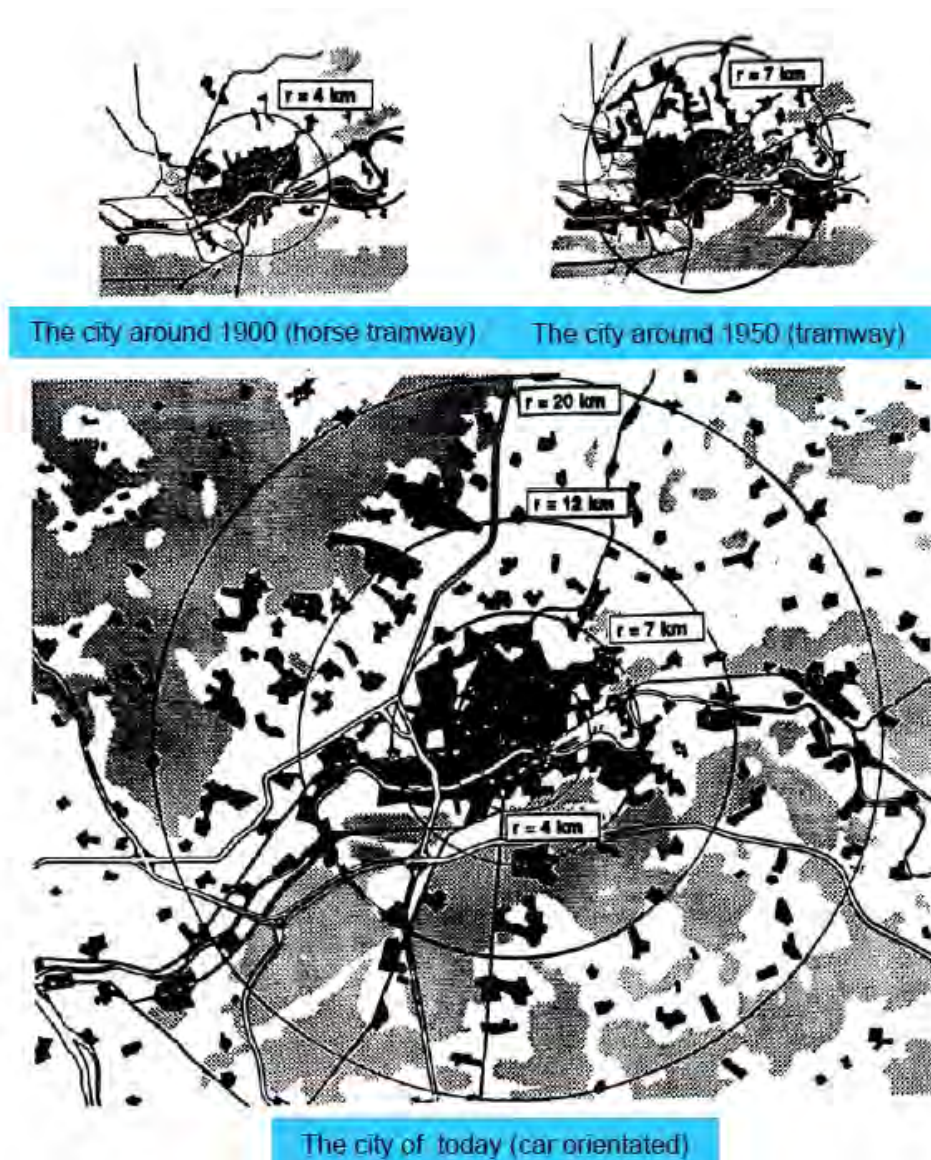 r = 4 km
r = 7 km
The city around 1900 (horse tramway)
The city around 1950 (tramway)
r = 20 km
r = 12 km
r = 7 km
r = 4 km
The city of today (car orientated)